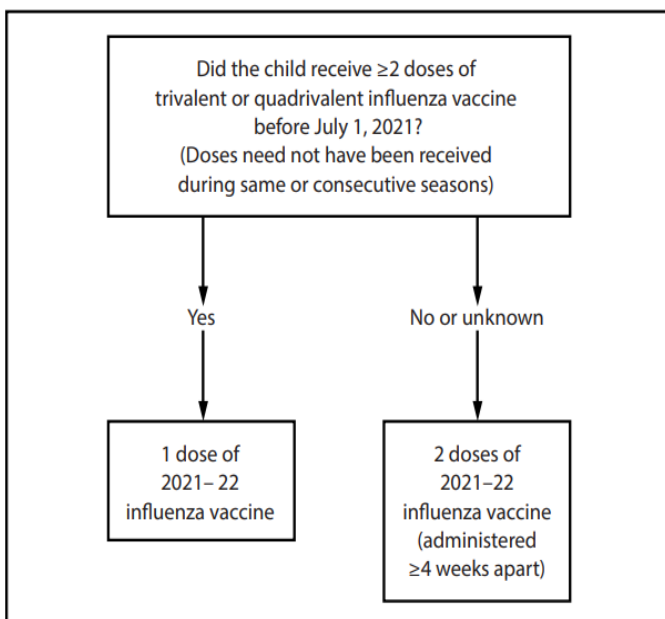 Did the child receive ≥2 doses of
trivalent or quadrivalent influenza vaccine
before July 1, 2021?
(Doses need not have been received
during same or consecutive seasons)
Yes
No or unknown
1 dose of
2021– 22
influenza vaccine
2 doses of
2021–22
influenza vaccine
(administered
≥4 weeks apart)